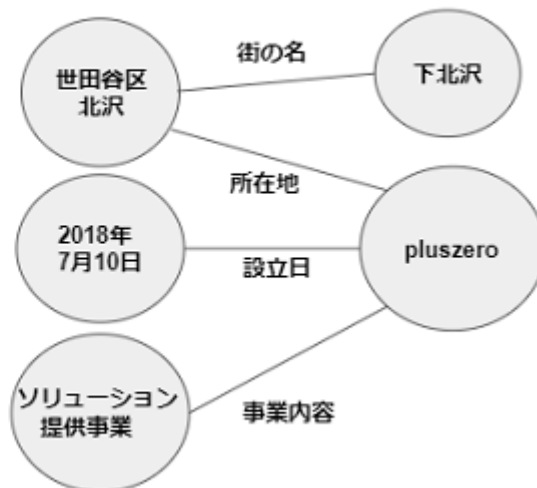 街の名
世田谷区
北沢
下北沢
所在地
2018年
7月10日
設立日
pluszero
ソリューション
提供事業
事業内容